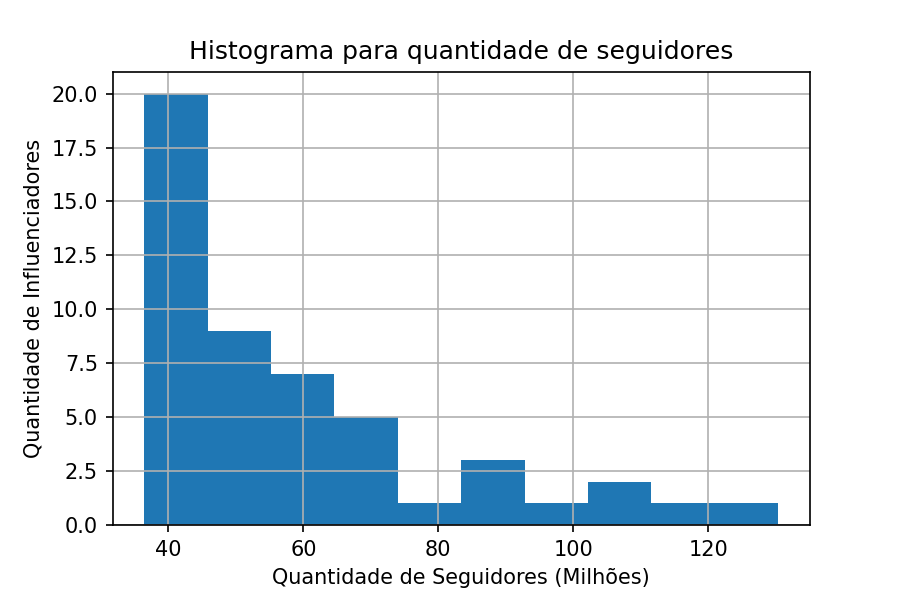 Histograma para quantidade de seguidores
Quantidade de Influenciadores
20.0
17.5
15.0
12.5
10.0
7.5
5.0
2.5
0.0
40 60 80 100 120
Quantidade de Seguidores (Milhões)